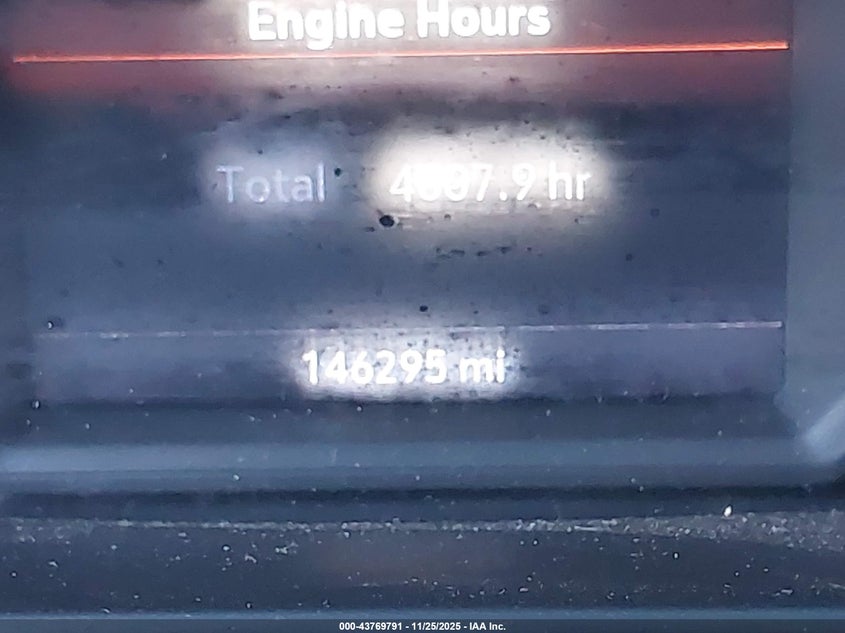 Engine Hours
Total
146295 mi
000-43769791 - 11/25/2025 - IAA Inc.